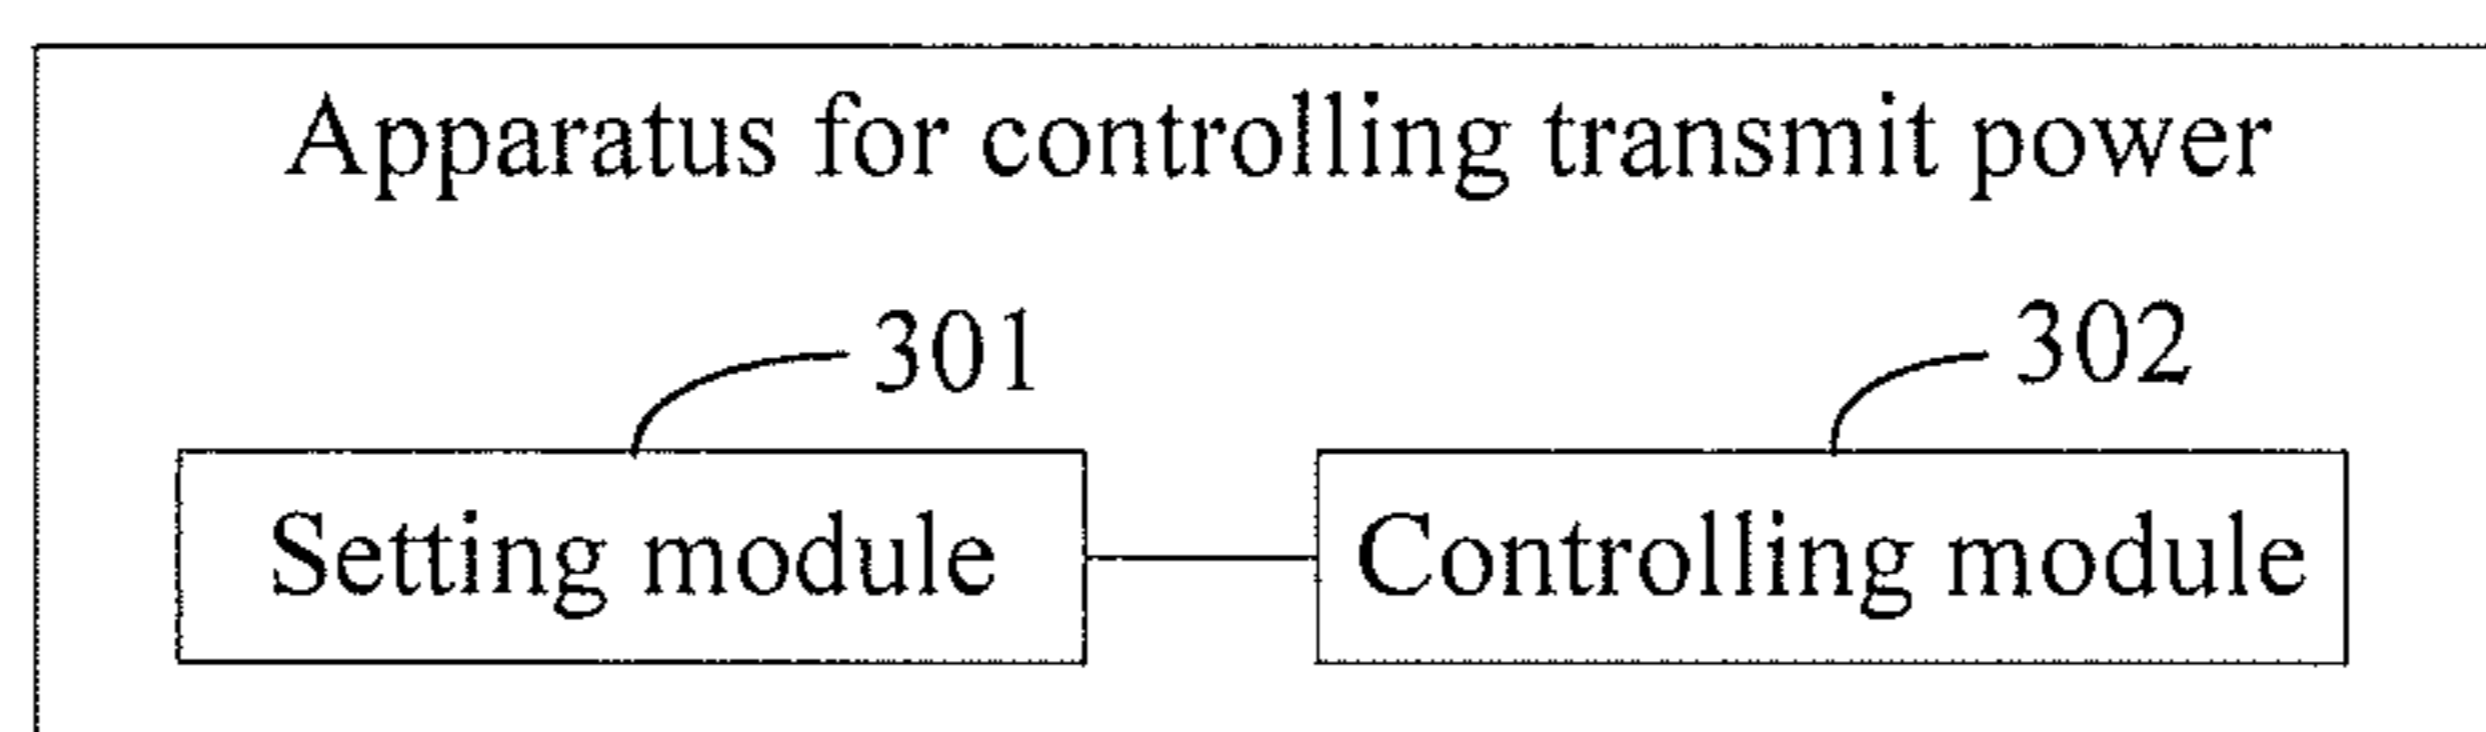 Apparatus for controlling transmit power
301
302
Setting module
Controlling module